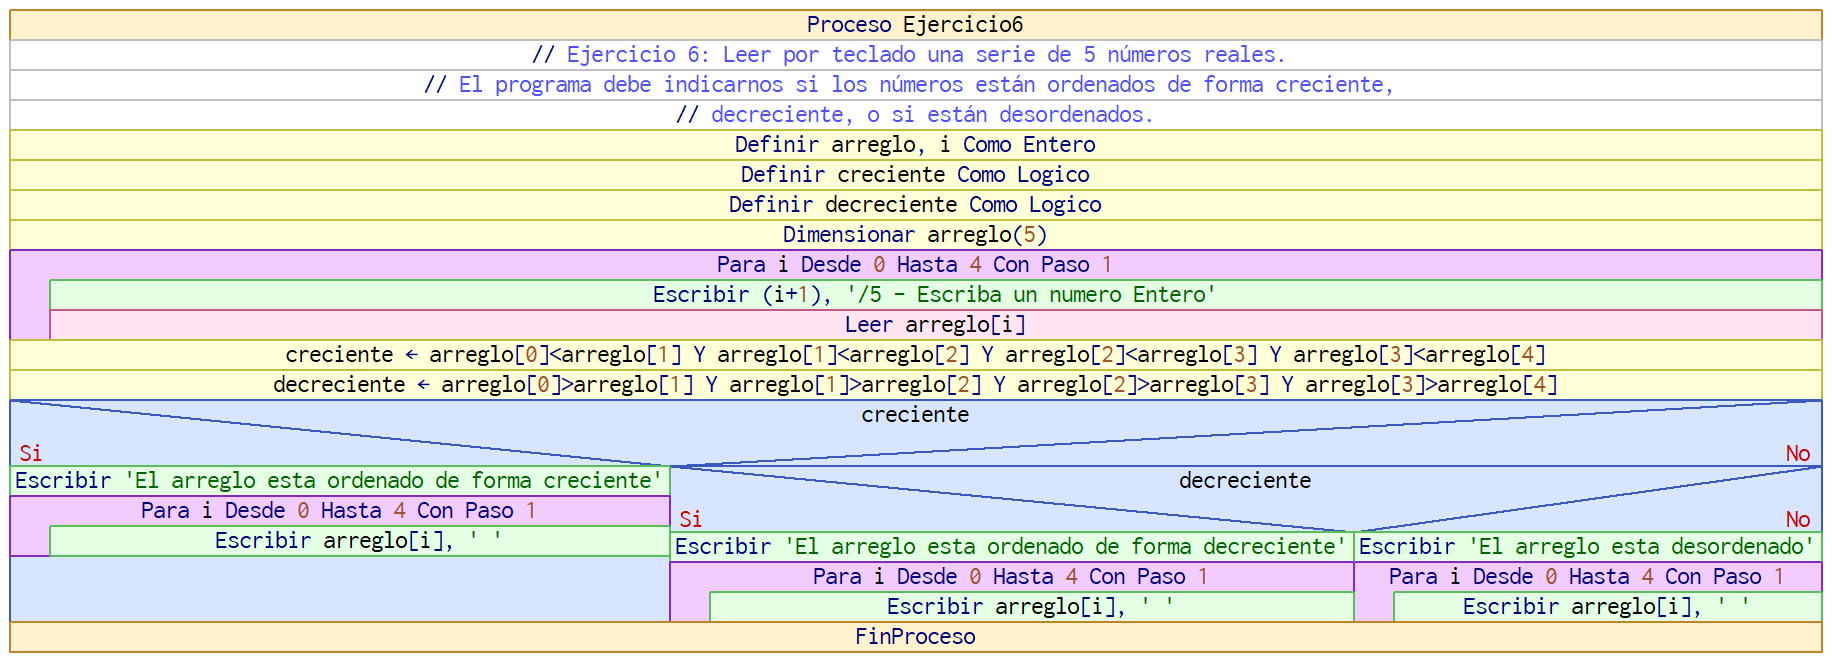 Proceso Ejercicio6
// Ejercicio 6: Leer por teclado una serie de 5 números reales.
// El programa debe indicarnos si los números están ordenados de forma creciente,
// decreciente, o si están desordenados.
Definir arreglo, i Como Entero
Definir creciente Como Logico
Definir decreciente Como Logico
Dimensionar arreglo(5)
Para i Desde 0 Hasta 4 Con Paso 1
Escribir (i+1), '/5 - Escriba un numero Entero'
Leer arreglo[i]
creciente ← arreglo[0]<arreglo[1] Y arreglo[1]<arreglo[2] Y arreglo[2]<arreglo[3] Y arreglo[3]<arreglo[4]
decreciente ← arreglo[0]>arreglo[1] Y arreglo[1]>arreglo[2] Y arreglo[2]>arreglo[3] Y arreglo[3]>arreglo[4]
creciente
Si
No
Escribir 'El arreglo esta ordenado de forma creciente'
Para i Desde 0 Hasta 4 Con Paso 1
Escribir arreglo[i], ' '
decreciente
Si
No
Escribir 'El arreglo esta ordenado de forma decreciente'
Para i Desde 0 Hasta 4 Con Paso 1
Escribir arreglo[i], ' '
Escribir 'El arreglo esta desordenado'
Para i Desde 0 Hasta 4 Con Paso 1
Escribir arreglo[i], ' '
FinProceso